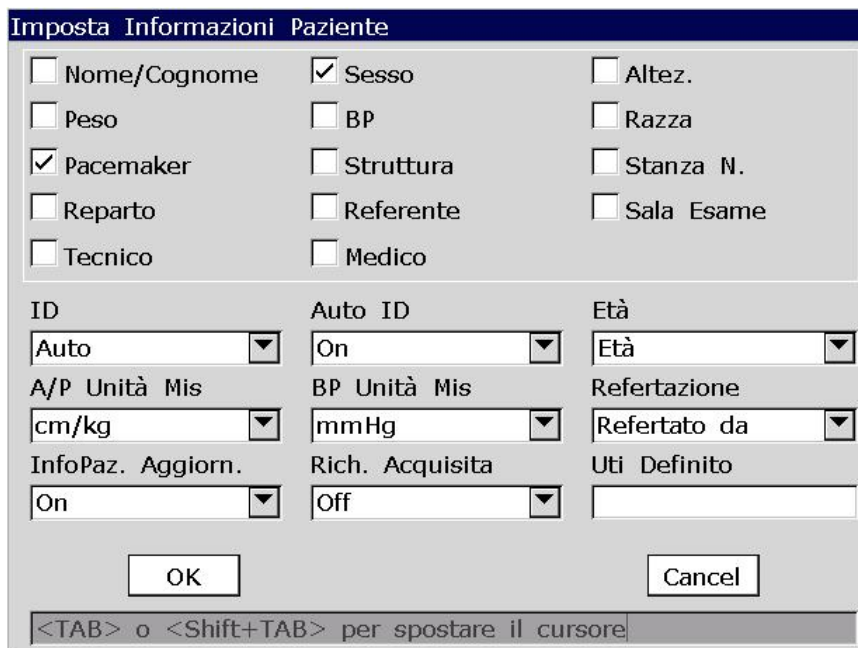 Imposta Informazioni Paziente
Nome/Cognome Sesso Altez.
Peso BP Razza
Pacemaker Struttura Stanza N.
Reparto Referente Sala Esame
Tecnico Medico
ID Auto ID Età
Auto On Età
A/P Unità Mis BP Unità Mis Refertazione
cm/kg mmHg Refertato da
InfoPaz. Aggiorn. Rich. Acquisita Uti Definito
On Off
OK Cancel
<TAB> o <Shift+TAB> per spostare il cursore